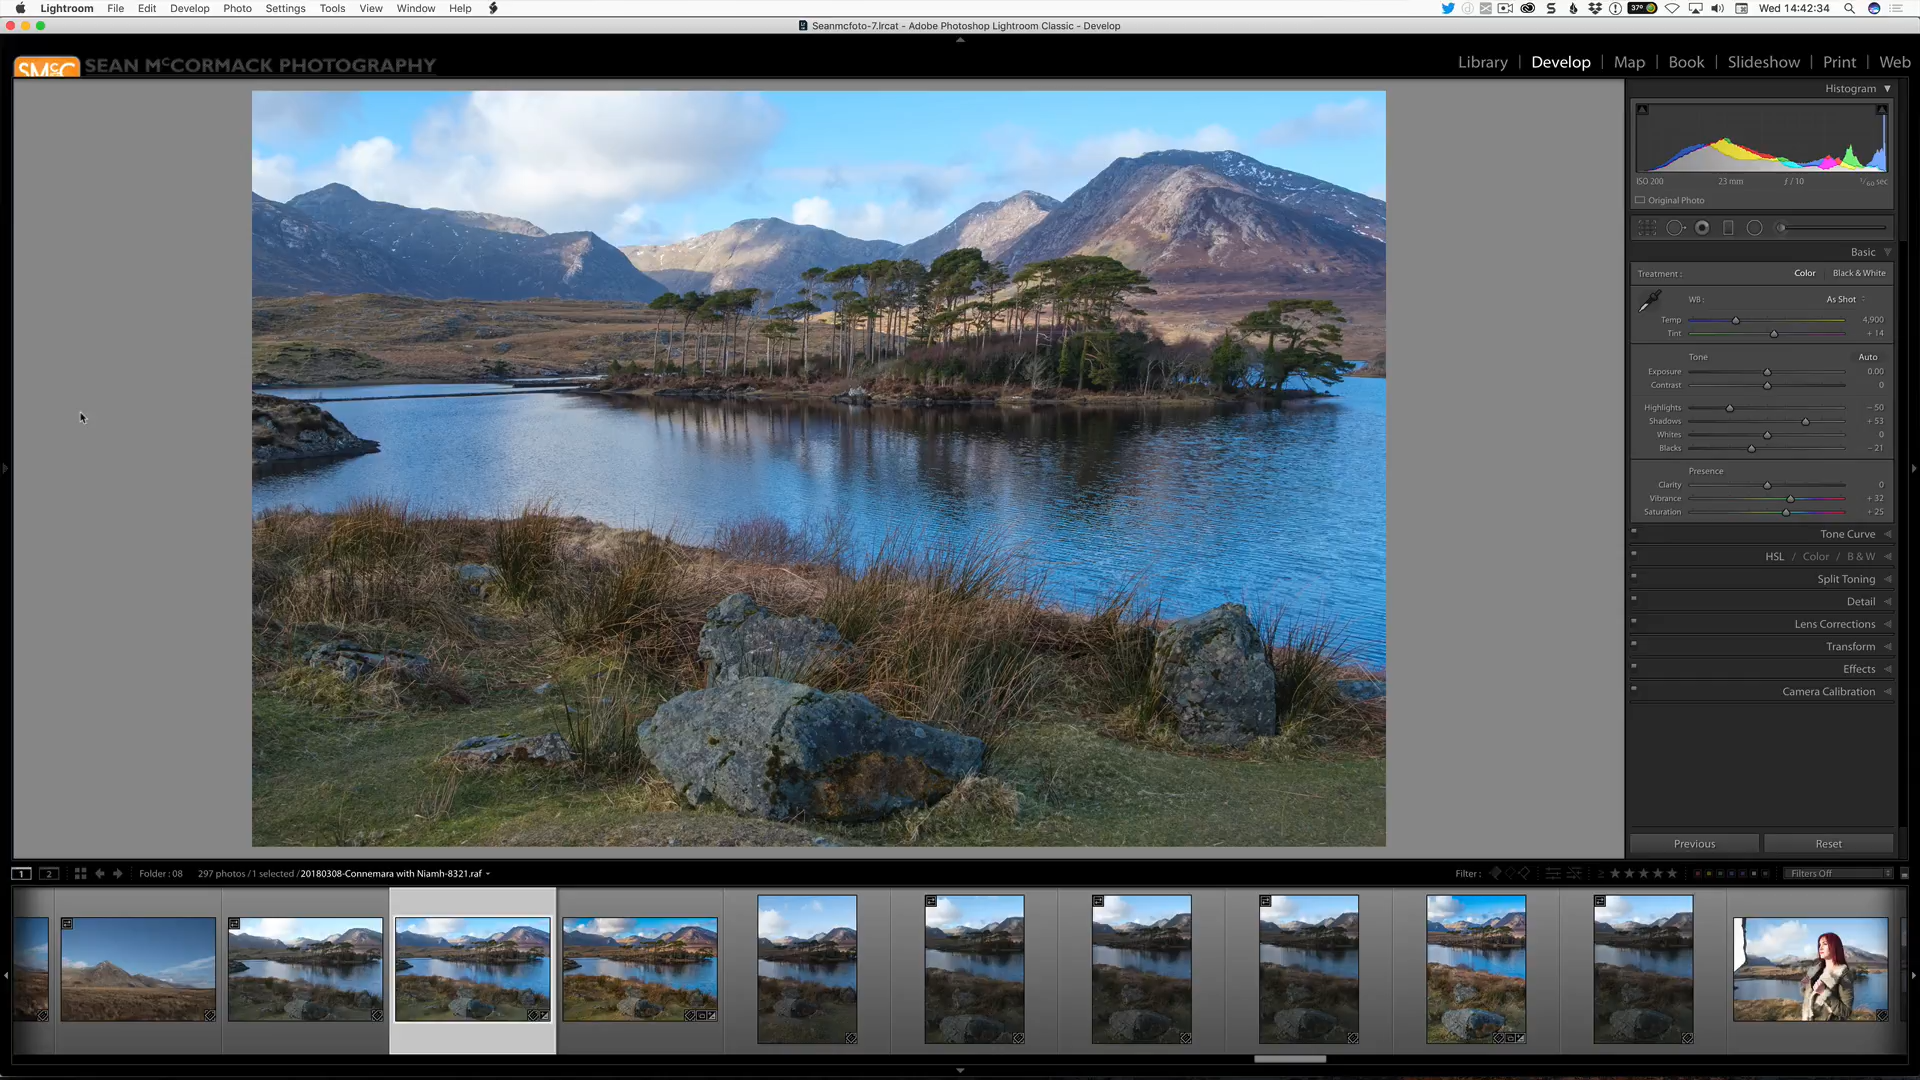 Lightroom File Edit Develop Photo Settings Tools View Window Help
37° Wed 14:42:34
Seanmcfoto-7.lrcat - Adobe Photoshop Lightroom Classic - Develop
SMcC SEAN McCORMACK PHOTOGRAPHY
Library | Develop | Map | Book | Slideshow | Print | Web
Histogram
ISO 200 23 mm ƒ / 10 1/60 sec
Original Photo
Basic
Treatment : Color Black & White
WB : As Shot
Temp 4,900
Tint + 14
Tone Auto
Exposure 0.00
Contrast 0
Highlights − 50
Shadows + 53
Whites 0
Blacks − 21
Presence
Clarity 0
Vibrance + 32
Saturation + 25
Tone Curve
HSL / Color / B & W
Split Toning
Detail
Lens Corrections
Transform
Effects
Camera Calibration
Previous Reset
1 2 Folder : 08 297 photos / 1 selected / 20180308-Connemara with Niamh-8321.raf
Filter : Filters Off